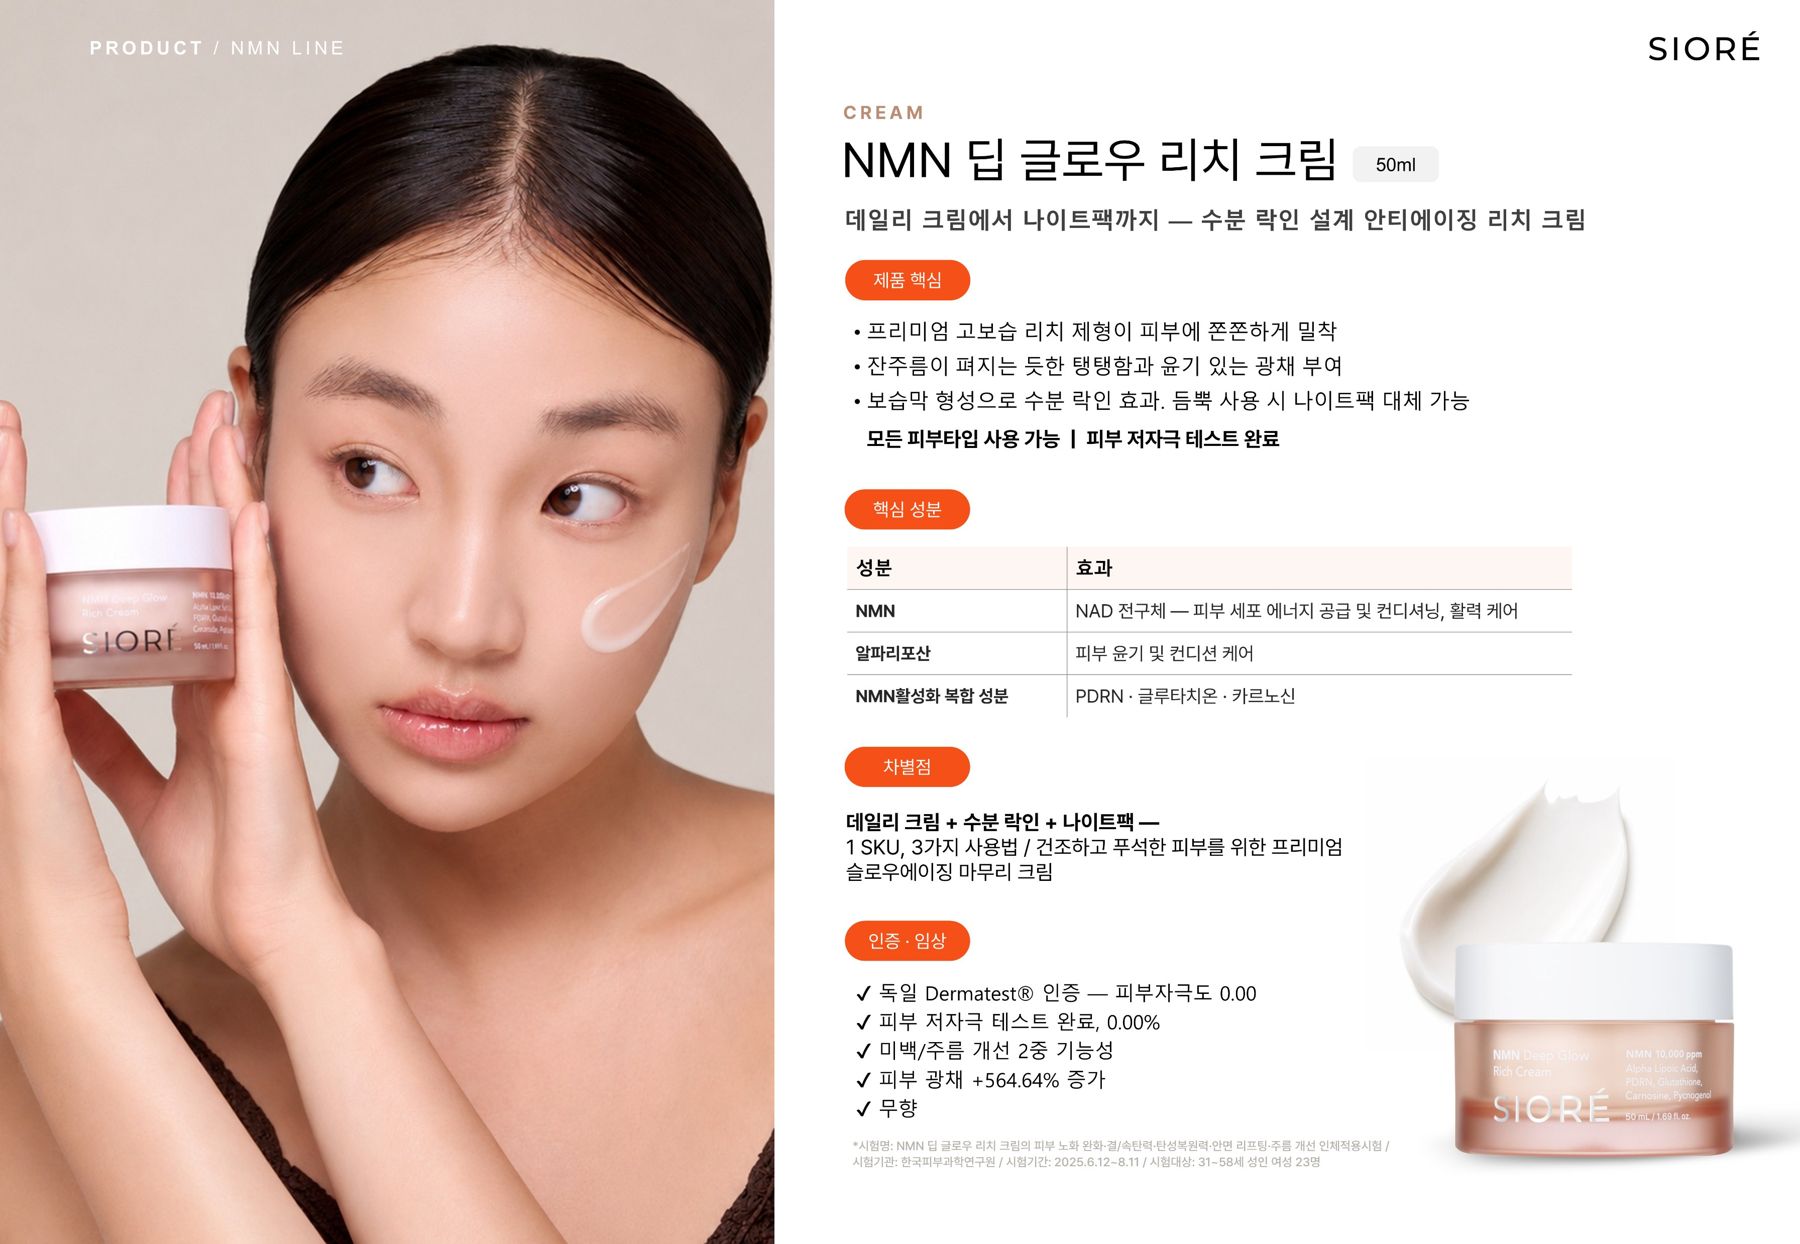 PRODUCT / NMN LINE
SIORÉ
CREAM
NMN 딥 글로우 리치 크림 50ml
데일리 크림에서 나이트팩까지 — 수분 락인 설계 안티에이징 리치 크림
제품 핵심
• 프리미엄 고보습 리치 제형이 피부에 쫀쫀하게 밀착
• 잔주름이 펴지는 듯한 탱탱함과 윤기 있는 광채 부여
• 보습막 형성으로 수분 락인 효과. 듬뿍 사용 시 나이트팩 대체 가능
모든 피부타입 사용 가능 | 피부 저자극 테스트 완료
핵심 성분
성분 효과
NMN NAD 전구체 — 피부 세포 에너지 공급 및 컨디셔닝, 활력 케어
알파리포산 피부 윤기 및 컨디션 케어
NMN활성화 복합 성분 PDRN · 글루타치온 · 카르노신
차별점
데일리 크림 + 수분 락인 + 나이트팩 —
1 SKU, 3가지 사용법 / 건조하고 푸석한 피부를 위한 프리미엄
슬로우에이징 마무리 크림
인증 · 임상
✓ 독일 Dermatest® 인증 — 피부자극도 0.00
✓ 피부 저자극 테스트 완료, 0.00%
✓ 미백/주름 개선 2중 기능성
✓ 피부 광채 +564.64% 증가
✓ 무향
*시험명: NMN 딥 글로우 리치 크림의 피부 노화 완화·결/속탄력·탄성복원력·안면 리프팅·주름 개선 인체적용시험 /
시험기관: 한국피부과학연구원 / 시험기간: 2025.6.12~8.11 / 시험대상: 31~58세 성인 여성 23명
NMN Deep Glow
Rich Cream
SIORÉ
NMN 10,000 ppm
Alpha Lipoic Acid,
PDRN, Glutathione,
Carnosine, Pycnogenol
50 mL / 1.69 fl. oz.
NMN Deep Glow
Rich Cream
SIORÉ